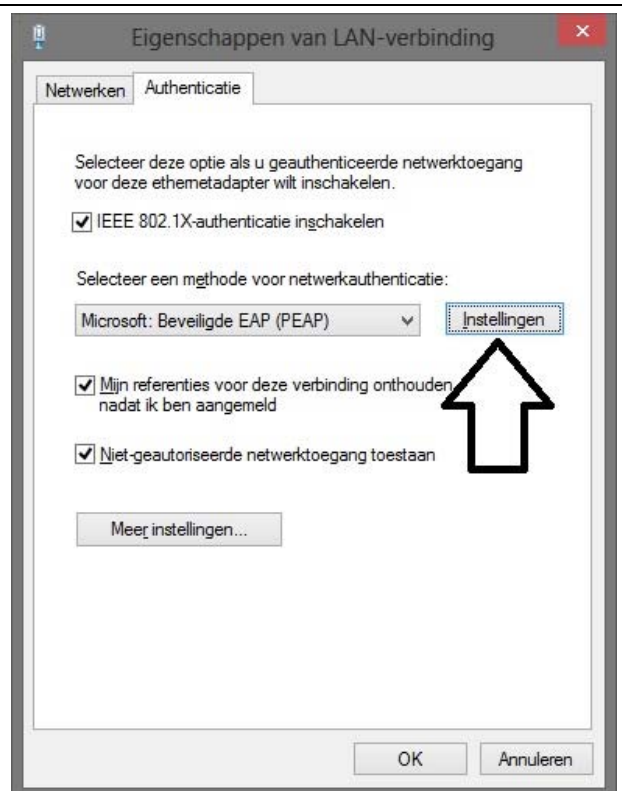 Eigenschappen van LAN-verbinding
Netwerken Authenticatie
Selecteer deze optie als u geauthenticeerde netwerktoegang
voor deze ethernetadapter wilt inschakelen.
IEEE 802.1X-authenticatie inschakelen
Selecteer een methode voor netwerkauthenticatie:
Microsoft: Beveiligde EAP (PEAP) Instellingen
Mijn referenties voor deze verbinding onthouden
nadat ik ben aangemeld
Niet-geautoriseerde netwerktoegang toestaan
Meer instellingen...
OK Annuleren